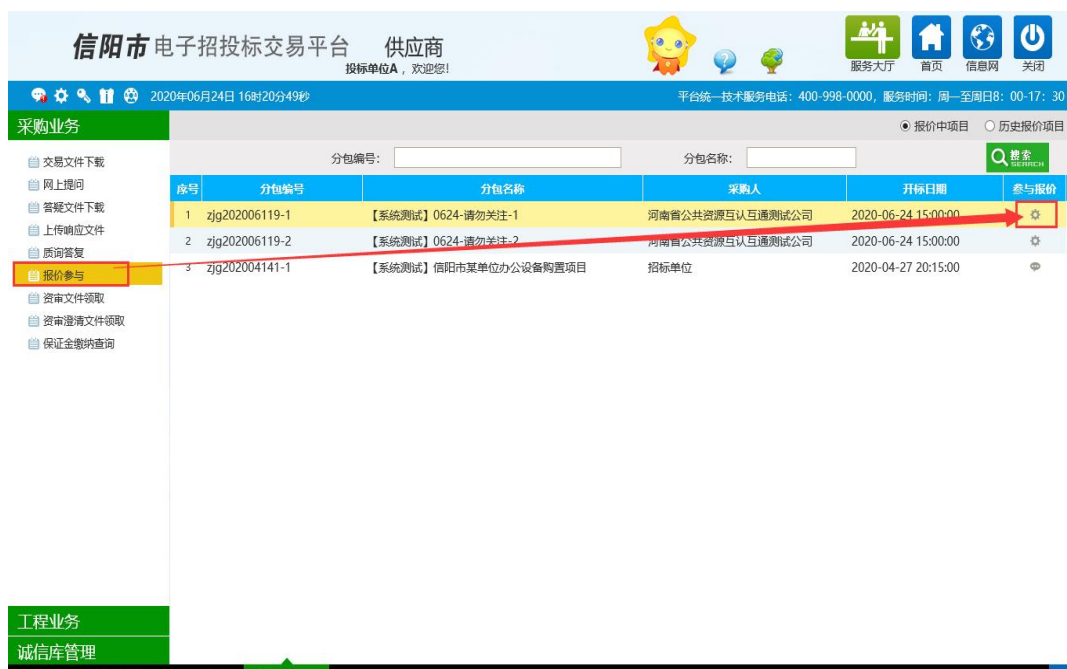 信阳市电子招投标交易平台 供应商
投标单位A，欢迎您!
服务大厅 首页 信息网 关闭
2020年06月24日 16时20分49秒 平台统一技术服务电话：400-998-0000，服务时间：周一至周日8：00-17：30
采购业务
报价中项目 历史报价项目
交易文件下载
网上提问
答疑文件下载
上传响应文件
质询答复
报价参与
资审文件领取
资审澄清文件领取
保证金缴纳查询
分包编号： 分包名称： 搜索 SEARCH
序号 分包编号 分包名称 采购人 开标日期 参与报价
1 zjg202006119-1 【系统测试】0624-请勿关注-1 河南省公共资源互认互通测试公司 2020-06-24 15:00:00
2 zjg202006119-2 【系统测试】0624-请勿关注-2 河南省公共资源互认互通测试公司 2020-06-24 15:00:00
3 zjg202004141-1 【系统测试】信阳市某单位办公设备购置项目 招标单位 2020-04-27 20:15:00
工程业务
诚信库管理